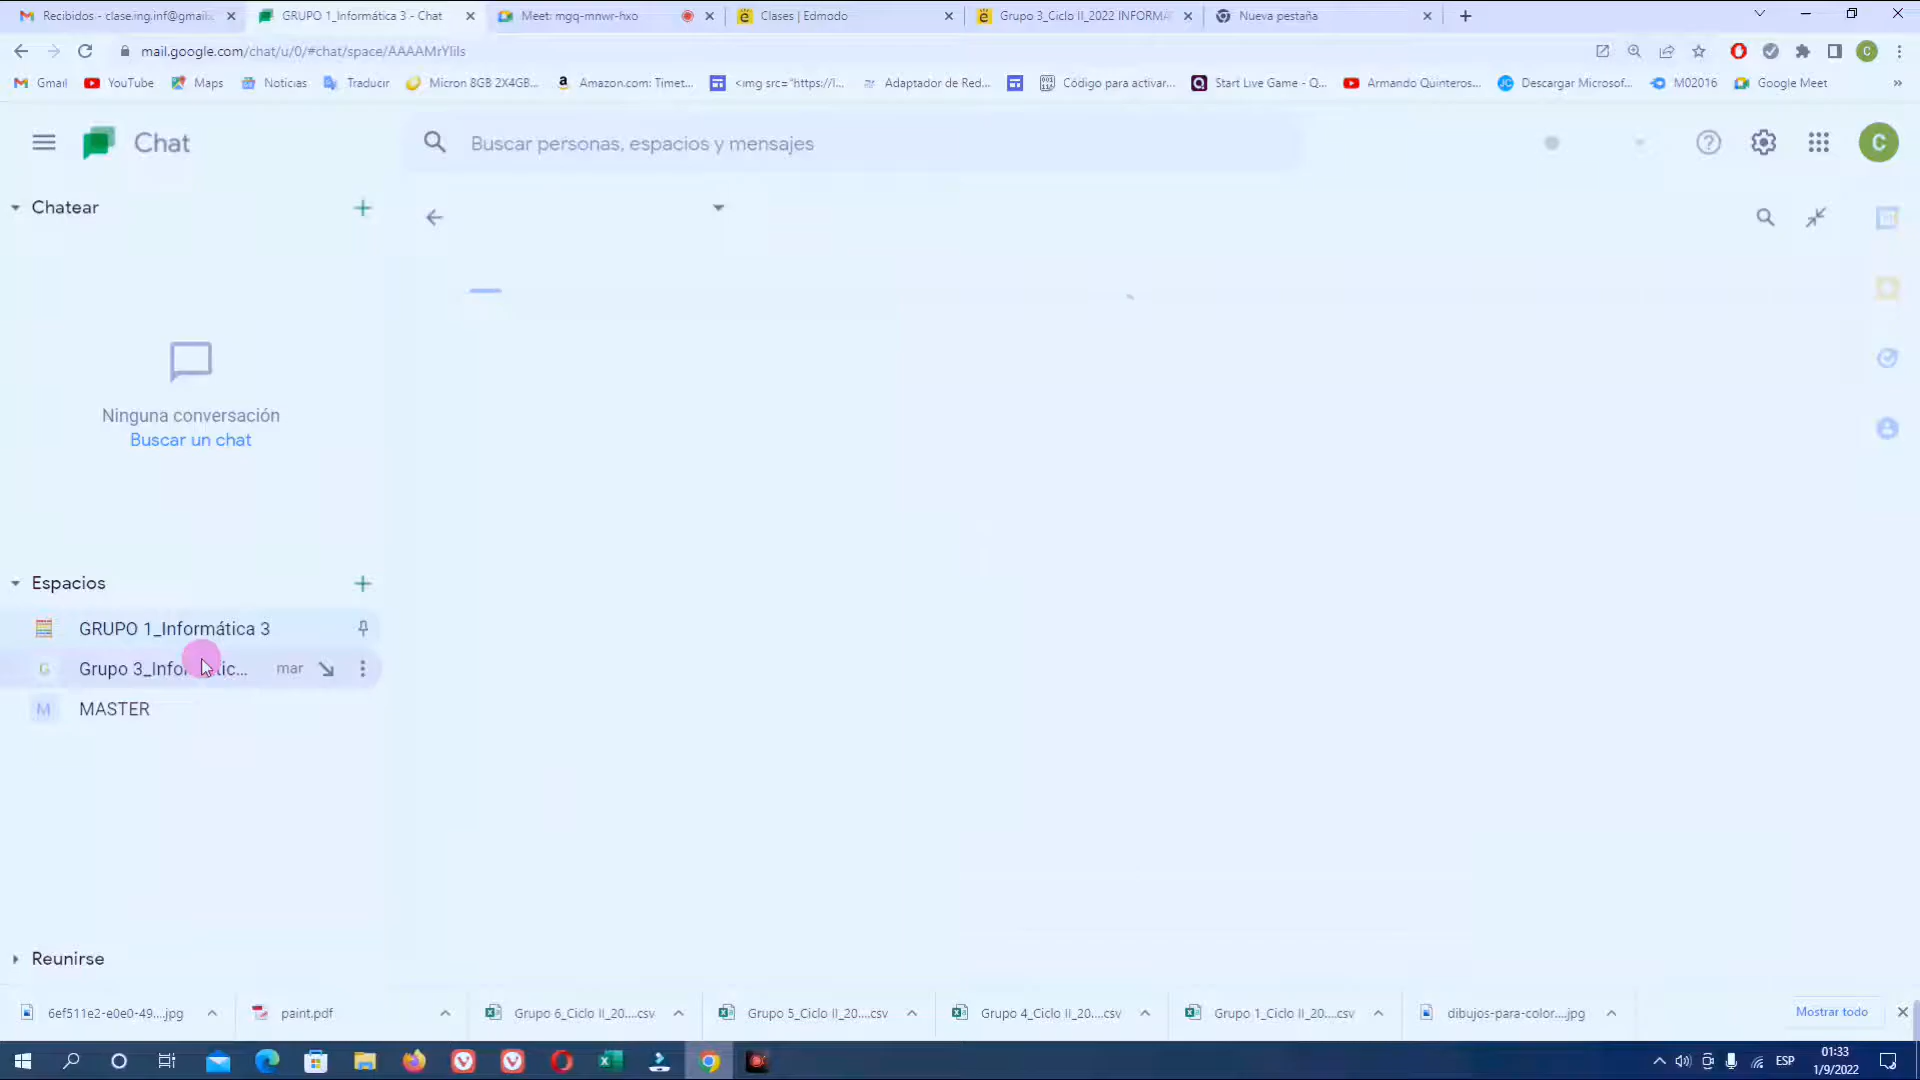 Recibidos - clase.ing.inf@gmail.
GRUPO 1_Informática 3 - Chat
Meet: mgq-mnwr-hxo
Clases | Edmodo
Grupo 3_Ciclo II_2022 INFORMA
Nueva pestaña
mail.google.com/chat/u/0/#chat/space/AAAAMrYIils
C
Gmail
YouTube
Maps
Noticias
Traducir
Micron 8GB 2X4GB...
Amazon.com: Timet...
<img src="https://i...
Adaptador de Red...
Código para activar...
Start Live Game - Q...
Armando Quinteros...
Descargar Microsof...
M02016
Google Meet
»
Chat
Buscar personas, espacios y mensajes
C
Chatear
Ninguna conversación
Buscar un chat
Espacios
GRUPO 1_Informática 3
G Grupo 3_Info tic... mar
M MASTER
Reunirse
6ef511e2-e0e0-49....jpg
paint.pdf
Grupo 6_Ciclo II_20....csv
Grupo 5_Ciclo II_20....csv
Grupo 4_Ciclo II_20....csv
Grupo 1_Ciclo II_20....csv
dibujos-para-color....jpg
Mostrar todo
ESP
01:33
1/9/2022